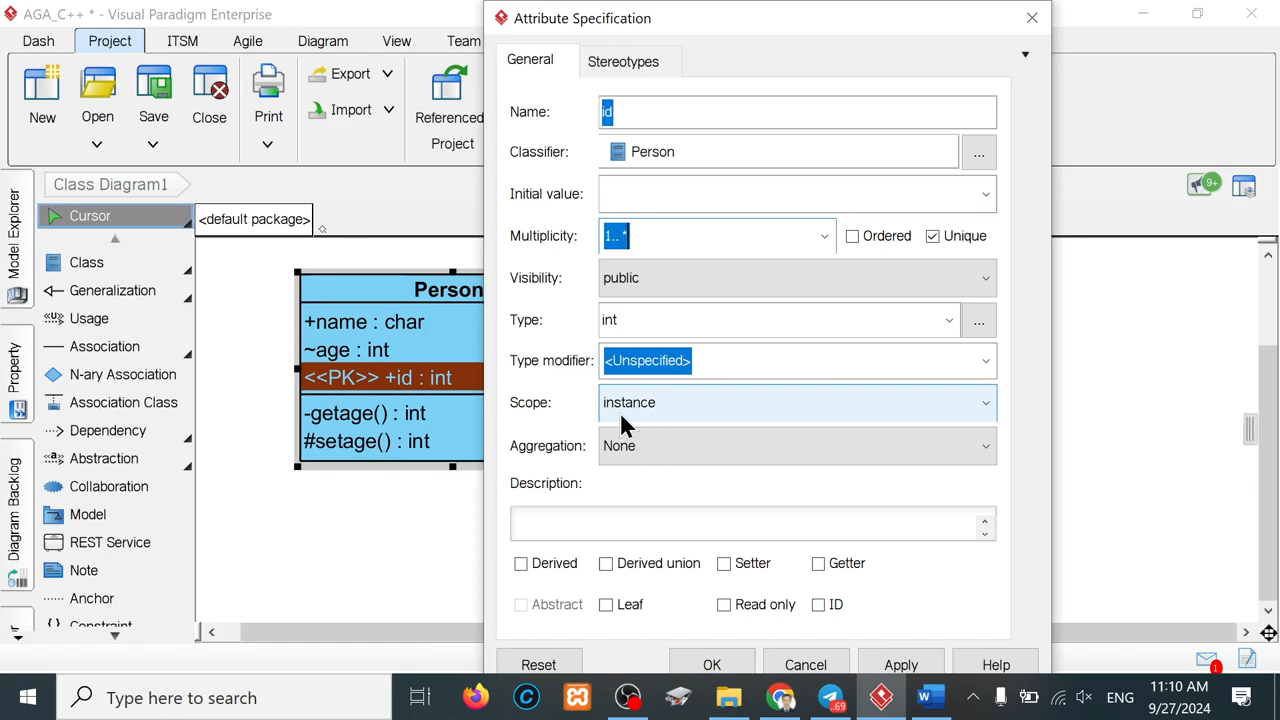 AGA_C++ * - Visual Paradigm Enterprise
Dash Project ITSM Agile Diagram View Team
New Open Save Close Print Export Import Referenced Project
Class Diagram1
9+
Model Explorer
Property
Diagram Backlog
Cursor
Class
Generalization
Usage
Association
N-ary Association
Association Class
Dependency
Abstraction
Collaboration
Model
REST Service
Note
Anchor
Constraint
<default package>
Person
+name : char
~age : int
<<PK>> +id : int
-getage() : int
#setage() : int
Attribute Specification
General Stereotypes
Name: id
Classifier: Person ...
Initial value:
Multiplicity: 1..* Ordered Unique
Visibility: public
Type: int ...
Type modifier: <Unspecified>
Scope: instance
Aggregation: None
Description:
Derived Derived union Setter Getter
Abstract Leaf Read only ID
Reset OK Cancel Apply Help
1
Type here to search
69
ENG
11:10 AM
9/27/2024